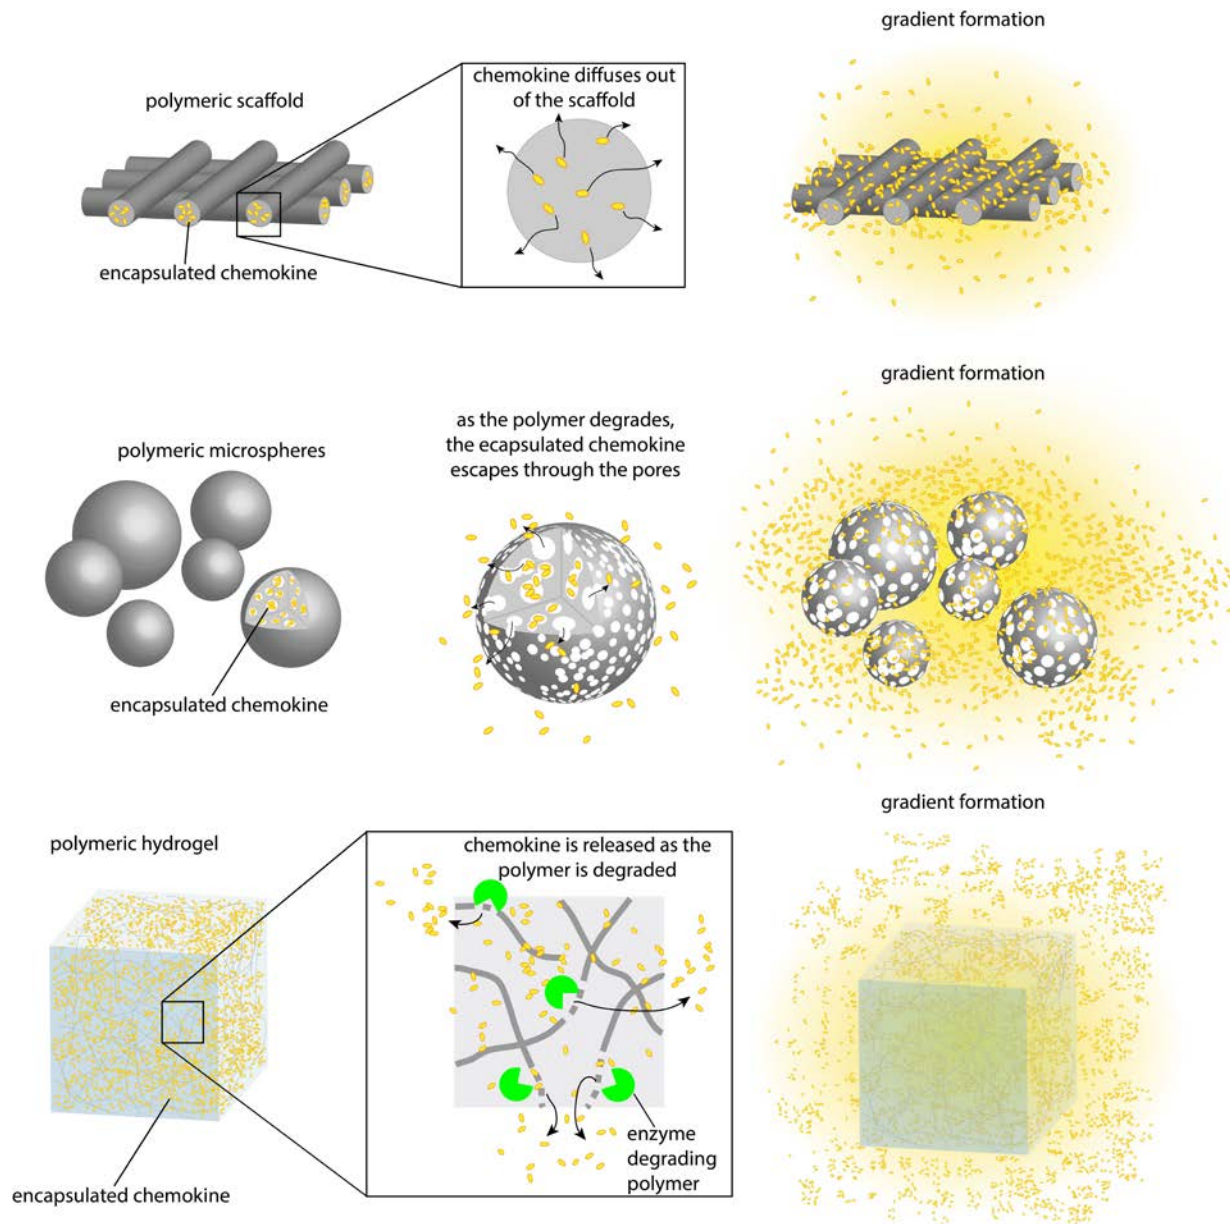 gradient formation
polymeric scaffold
chemokine diffuses out
of the scaffold
encapsulated chemokine
gradient formation
polymeric microspheres
as the polymer degrades,
the ecapsulated chemokine
escapes through the pores
encapsulated chemokine
gradient formation
polymeric hydrogel
chemokine is released as the
polymer is degraded
enzyme
degrading
polymer
encapsulated chemokine